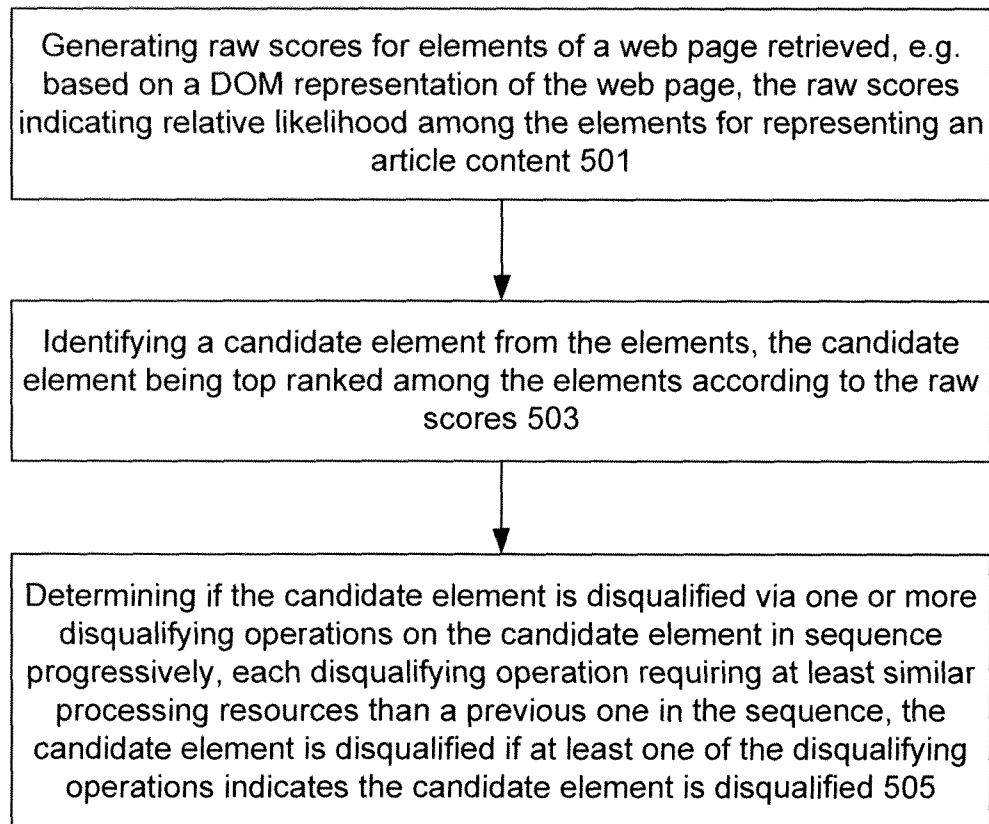 Generating raw scores for elements of a web page retrieved, e.g.
based on a DOM representation of the web page, the raw scores
indicating relative likelihood among the elements for representing an
article content 501
Identifying a candidate element from the elements, the candidate
element being top ranked among the elements according to the raw
scores 503
Determining if the candidate element is disqualified via one or more
disqualifying operations on the candidate element in sequence
progressively, each disqualifying operation requiring at least similar
processing resources than a previous one in the sequence, the
candidate element is disqualified if at least one of the disqualifying
operations indicates the candidate element is disqualified 505